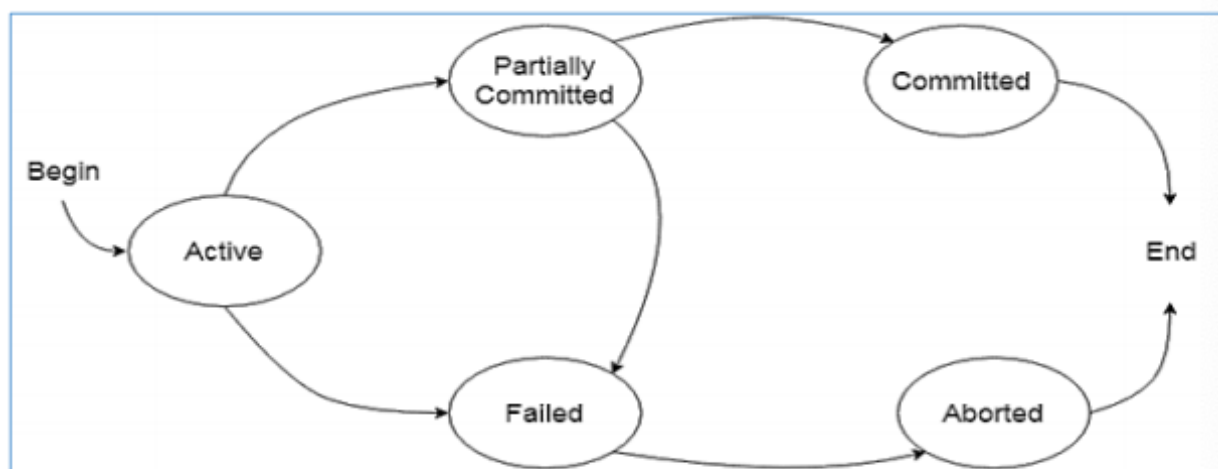 Partially
Committed
Committed
Begin
Active
End
Failed
Aborted